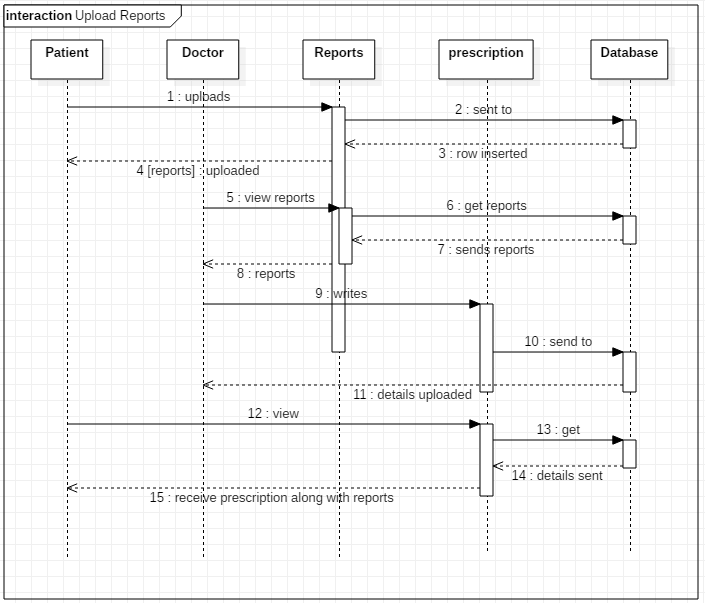 interaction Upload Reports
Patient
Doctor
Reports
prescription
Database
1 : uploads
2 : sent to
3 : row inserted
4 [reports] : uploaded
5 : view reports
6 : get reports
7 : sends reports
8 : reports
9 : writes
10 : send to
11 : details uploaded
12 : view
13 : get
14 : details sent
15 : receive prescription along with reports